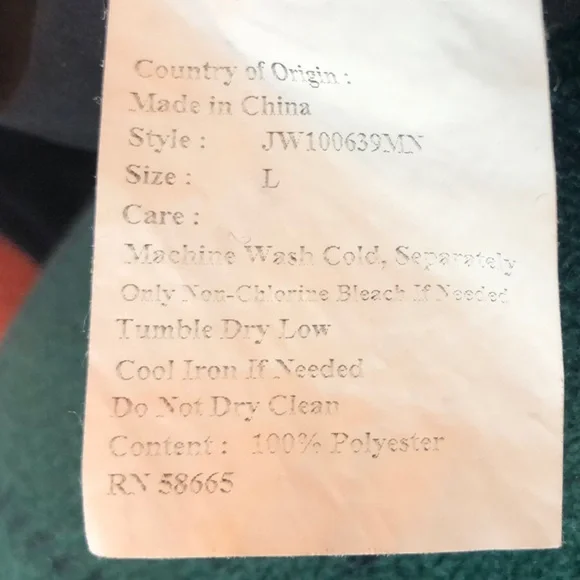 Country of Origin :
Made in China
Style : JW100639MN
Size : L
Care :
Machine Wash Cold, Separately
Only Non-Chlorine Bleach If Needed
Tumble Dry Low
Cool Iron If Needed
Do Not Dry Clean
Content : 100% Polyester
RN 58665